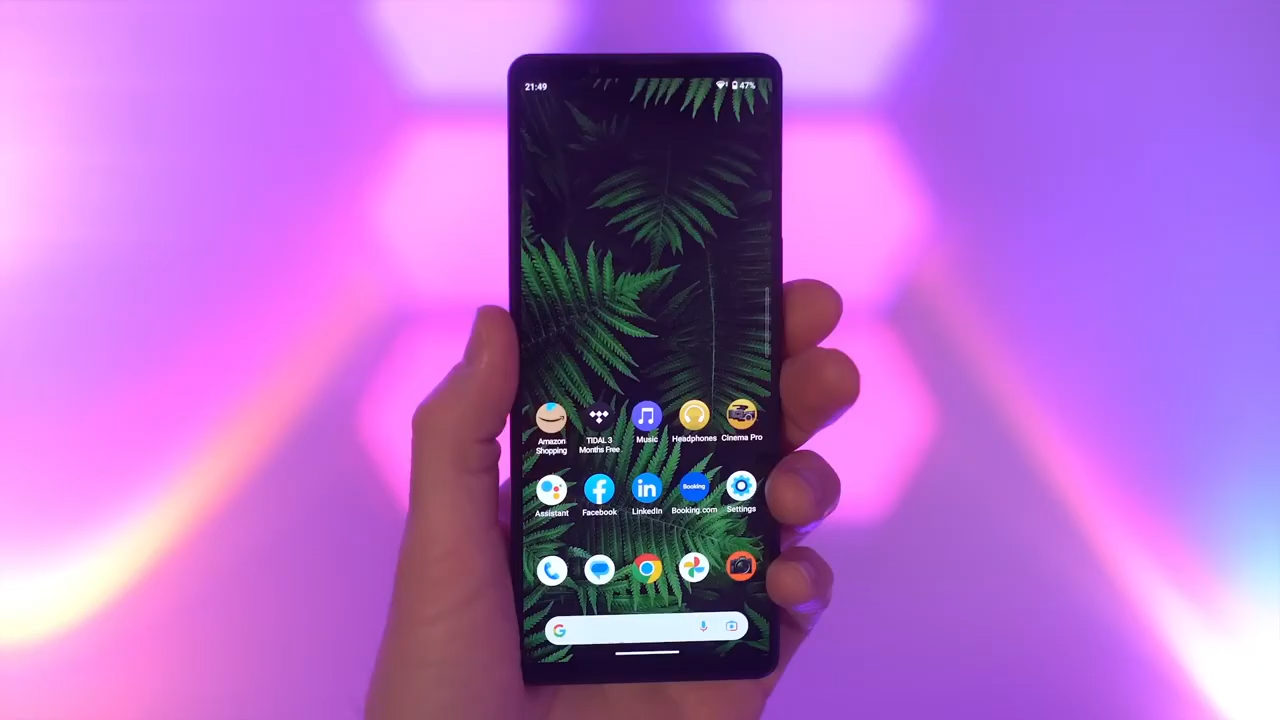 21:49
47%
Amazon Shopping
TIDAL 3 Months Free
Music
Headphones
Cinema Pro
Booking
Assistant
Facebook
LinkedIn
Booking.com
Settings